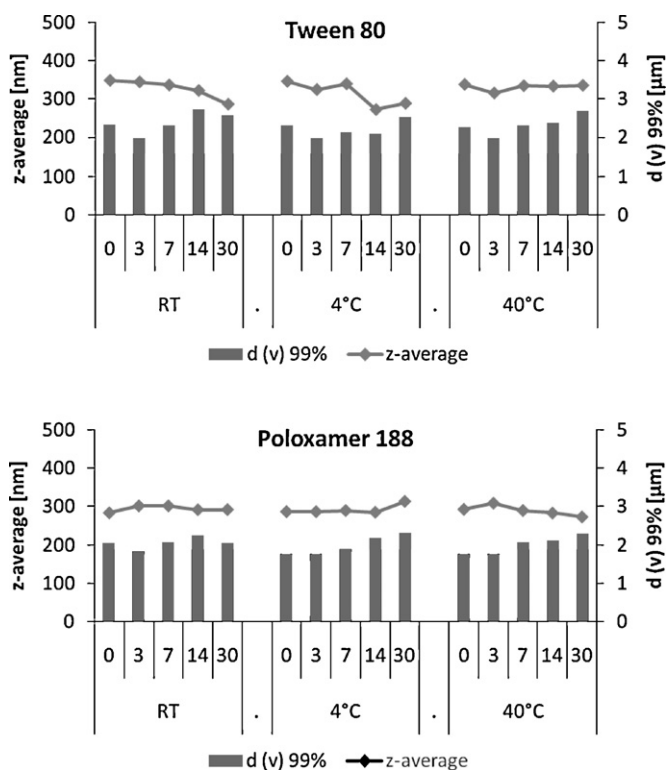 Tween 80
z-average [nm]
500
400
300
200
100
0
5
4
3
2
1
0
d (v) 99% [µm]
0 3 7 14 30 0 3 7 14 30 0 3 7 14 30
RT . 4°C . 40°C
d (v) 99% z-average
Poloxamer 188
z-average [nm]
500
400
300
200
100
0
5
4
3
2
1
0
d (v) 99% [µm]
0 3 7 14 30 0 3 7 14 30 0 3 7 14 30
RT . 4°C . 40°C
d (v) 99% z-average